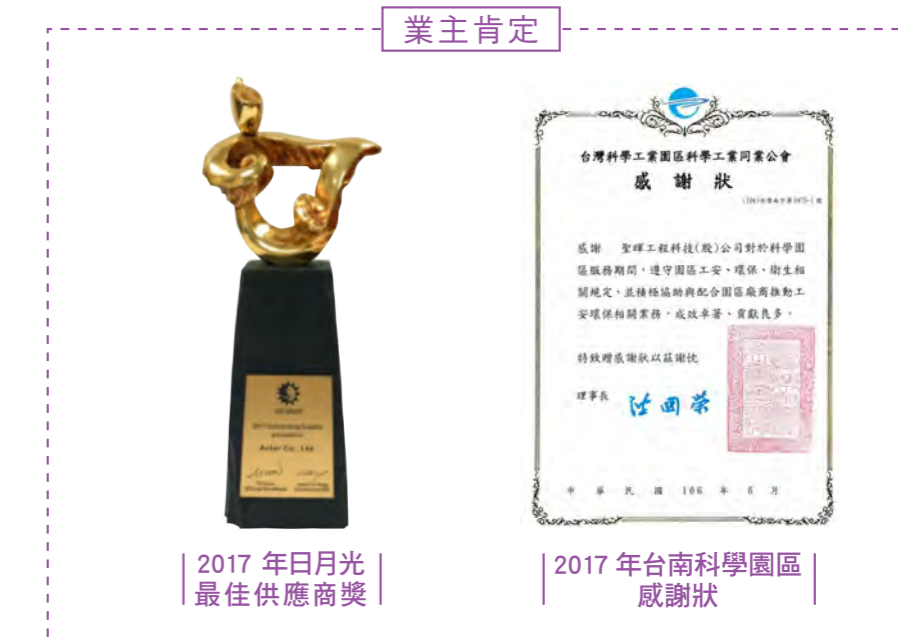 業主肯定
台灣科學工業園區科學工業同業公會
感謝狀
感謝 聖暉工程科技(股)公司對於科學園
區服務期間,遵守園區工安、環保、衛生相
關規定,並積極協助與配合園區廠商推動工
安環保相關業務,成效卓著、貢獻良多。
特致贈感謝狀以茲謝忱
理事長
中華民國 106 年 6 月
Acter Co., Ltd
2017 年日月光
最佳供應商獎
2017 年台南科學園區
感謝狀